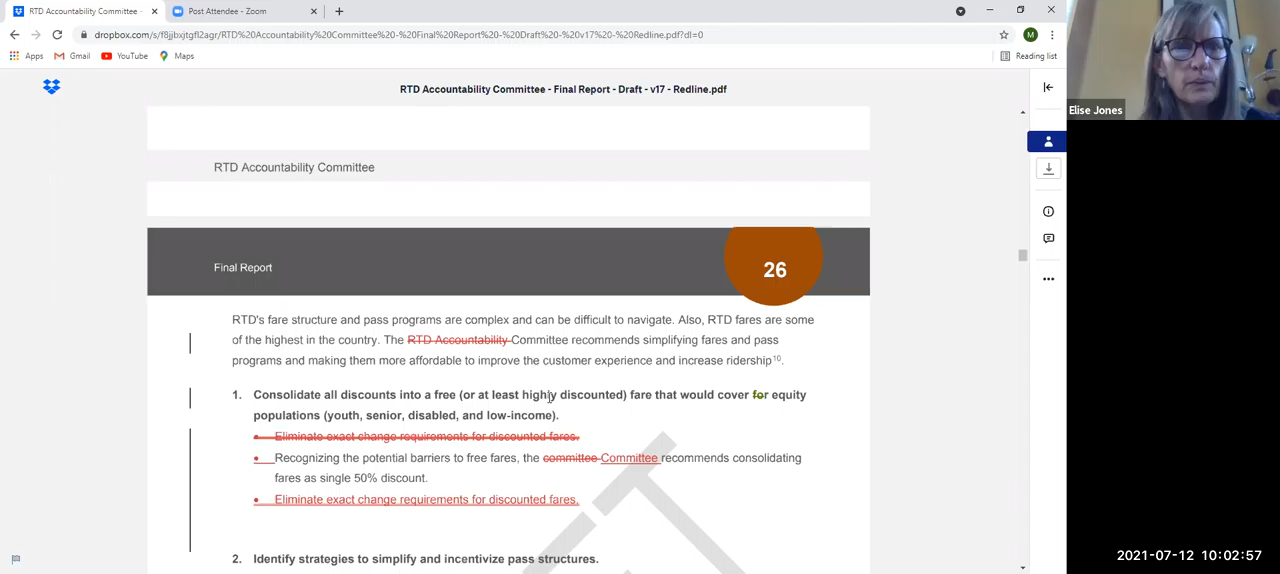 RTD Accountability Committee
Post Attendee - Zoom
dropbox.com/s/f8jjbxjtgfl2agr/RTD%20Accountability%20Committee%20-%20Final%20Report%20-%20Draft%20-%20v17%20-%20Redline.pdf?dl=0
M
Apps
Gmail
YouTube
Maps
Reading list
RTD Accountability Committee - Final Report - Draft - v17 - Redline.pdf
Elise Jones
RTD Accountability Committee
Final Report
26
RTD's fare structure and pass programs are complex and can be difficult to navigate. Also, RTD fares are some
of the highest in the country. The RTD Accountability Committee recommends simplifying fares and pass
programs and making them more affordable to improve the customer experience and increase ridership10.
1. Consolidate all discounts into a free (or at least highly discounted) fare that would cover for equity
populations (youth, senior, disabled, and low-income).
• Eliminate exact change requirements for discounted fares.
• Recognizing the potential barriers to free fares, the committee Committee recommends consolidating
fares as single 50% discount.
• Eliminate exact change requirements for discounted fares.
2. Identify strategies to simplify and incentivize pass structures.
2021-07-12 10:02:57